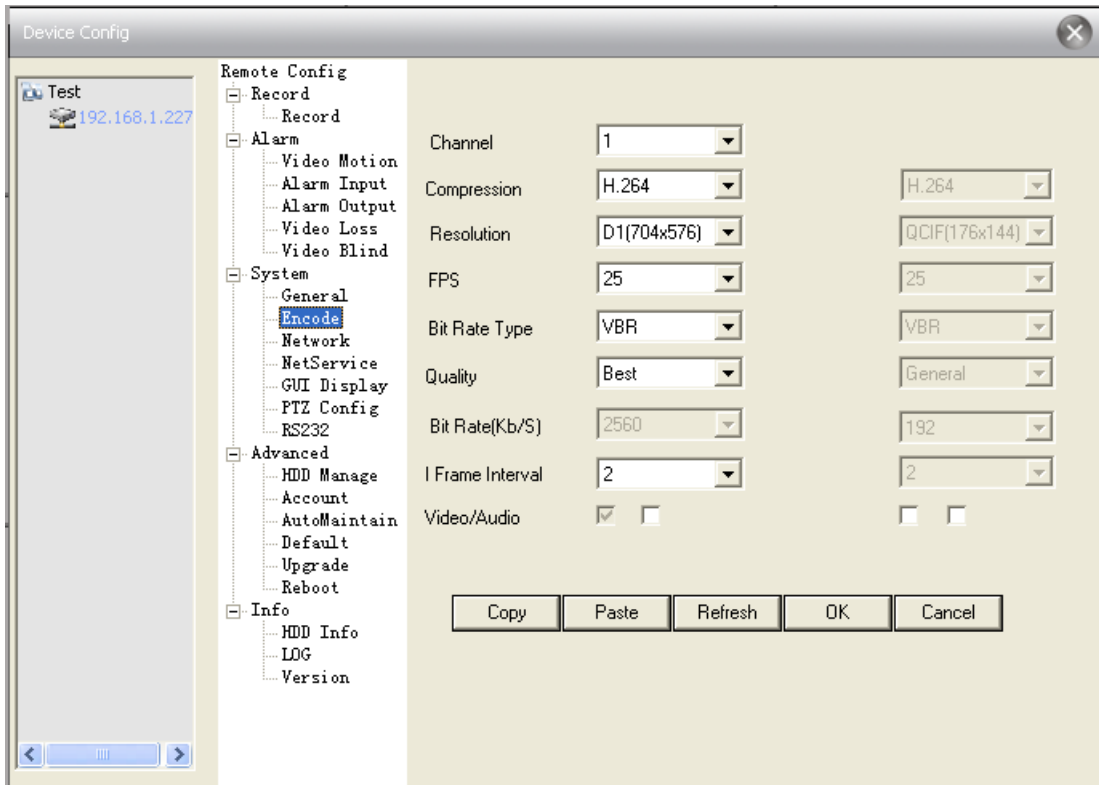 Device Config
Test
192.168.1.227
Remote Config
Record
Record
Alarm
Video Motion
Alarm Input
Alarm Output
Video Loss
Video Blind
System
General
Encode
Network
NetService
GUI Display
PTZ Config
RS232
Advanced
HDD Manage
Account
AutoMaintain
Default
Upgrade
Reboot
Info
HDD Info
LOG
Version
Channel 1
Compression H.264 H.264
Resolution D1(704x576) QCIF(176x144)
FPS 25 25
Bit Rate Type VBR VBR
Quality Best General
Bit Rate(Kb/S) 2560 192
I Frame Interval 2 2
Video/Audio
Copy Paste Refresh OK Cancel